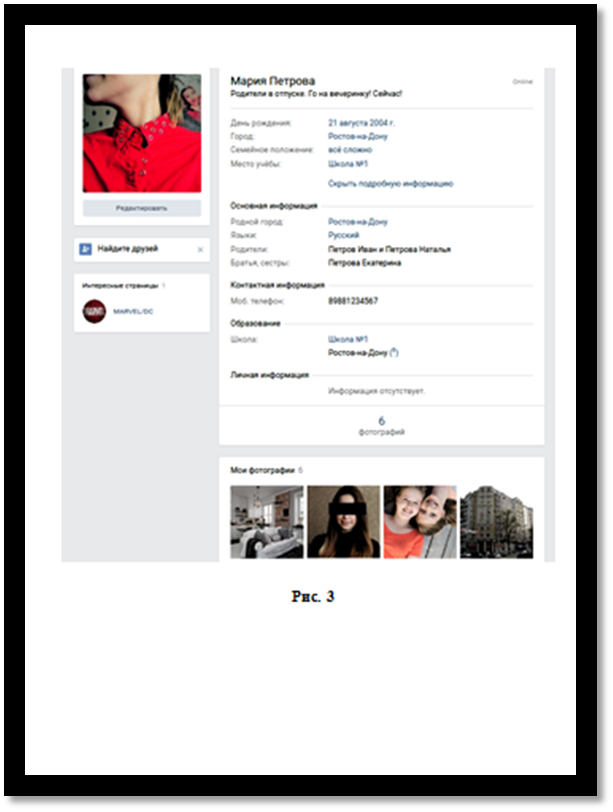 Мария Петрова
Online
Родители в отпуске. Го на вечеринку! Сейчас!
День рождения: 21 августа 2004 г.
Город: Ростов-на-Дону
Семейное положение: всё сложно
Место учёбы: Школа №1
Скрыть подробную информацию
Основная информация
Родной город: Ростов-на-Дону
Языки: Русский
Родители: Петров Иван и Петрова Наталья
Братья, сестры: Петрова Екатерина
Контактная информация
Моб. телефон: 89881234567
Образование
Школа: Школа №1
Ростов-на-Дону
Личная информация
Информация отсутствует.
6
фотографий
Мои фотографии 6
Редактировать
Найдите друзей
Интересные страницы 1
MARVEL/DC
Рис. 3